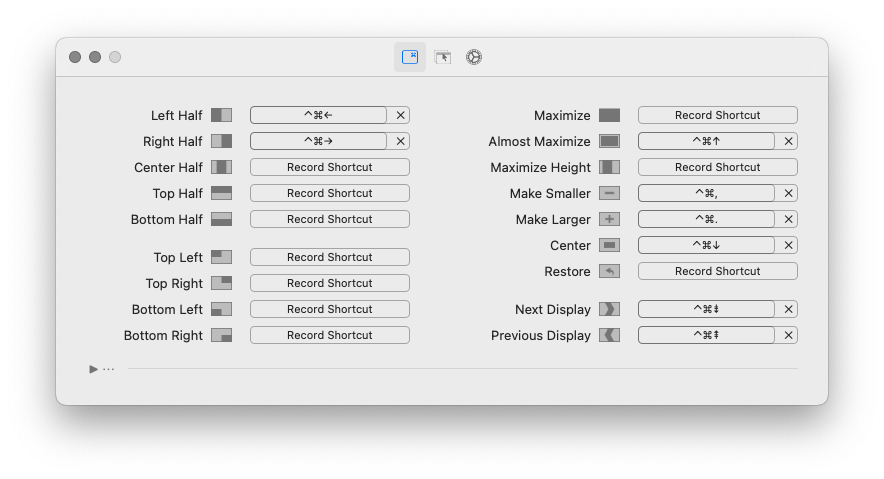 Left Half ^⌘←
Right Half ^⌘→
Center Half Record Shortcut
Top Half Record Shortcut
Bottom Half Record Shortcut
Top Left Record Shortcut
Top Right Record Shortcut
Bottom Left Record Shortcut
Bottom Right Record Shortcut
Maximize Record Shortcut
Almost Maximize ^⌘↑
Maximize Height Record Shortcut
Make Smaller ^⌘,
Make Larger ^⌘.
Center ^⌘↓
Restore Record Shortcut
Next Display ^⌘⇟
Previous Display ^⌘⇞
...